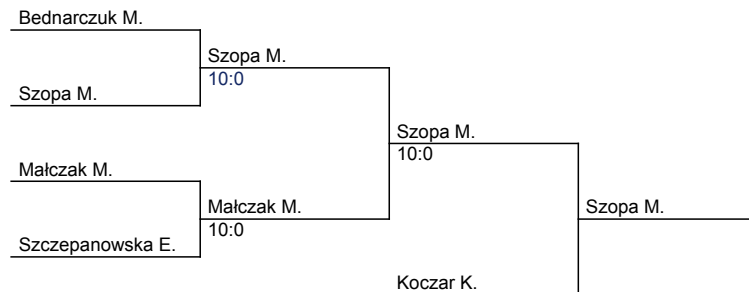 Bednarczuk M.
Szopa M.
10:0
Szopa M.
Szopa M.
10:0
Małczak M.
Małczak M.
10:0
Szopa M.
Szczepanowska E.
Koczar K.